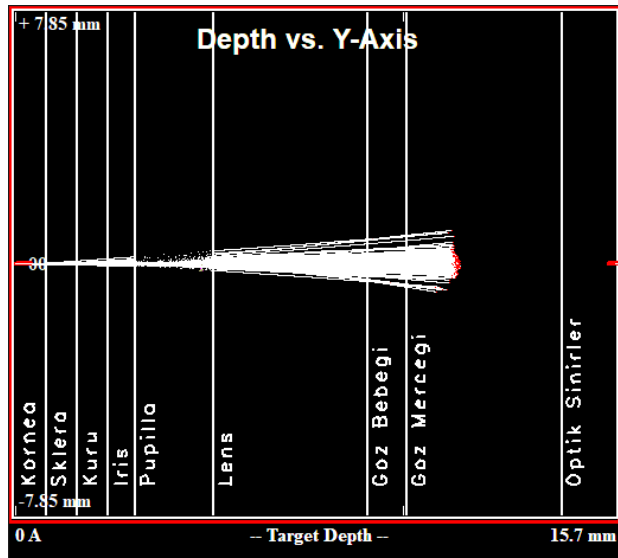 + 7.85 mm
Depth vs. Y-Axis
Kornea
Sklera
Kuru
Iris
Pupilla
Lens
Goz Bebegi
Goz Mercegi
Optik Sinirler
-7.85 mm
0 A
-- Target Depth --
15.7 mm